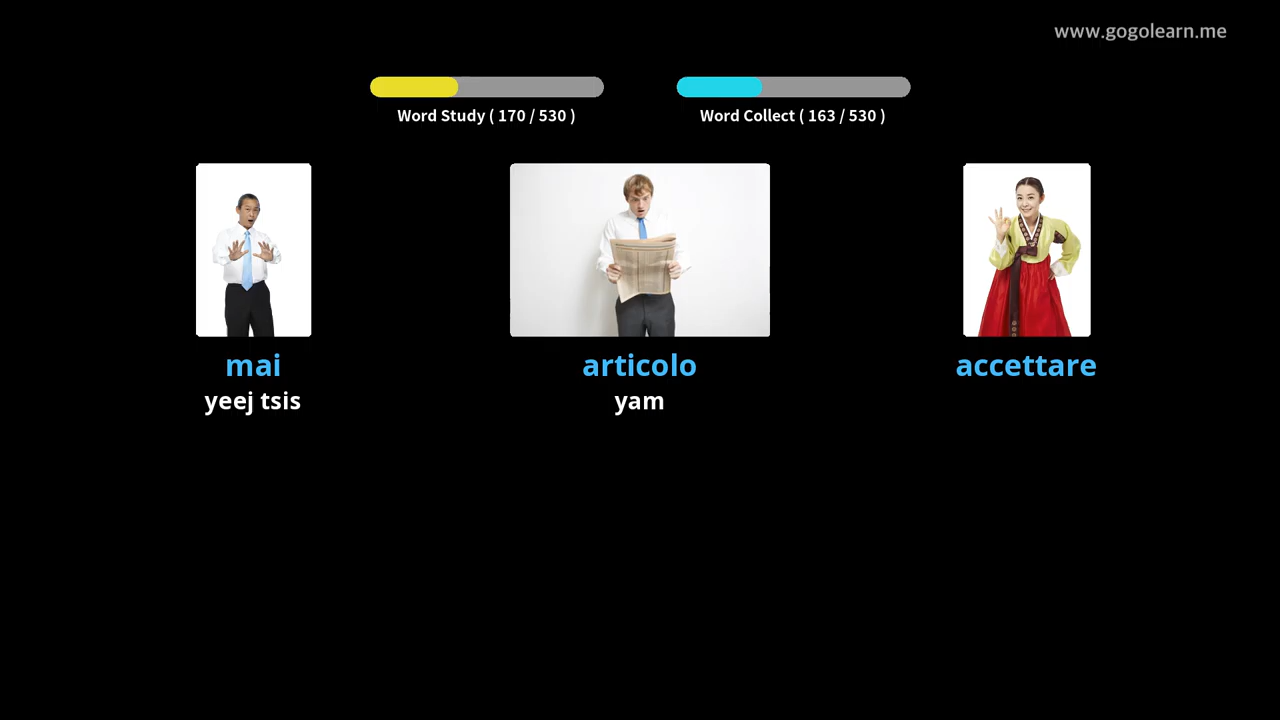 www.gogolearn.me
Word Study ( 170 / 530 )
Word Collect ( 163 / 530 )
mai
articolo
accettare
yeej tsis
yam